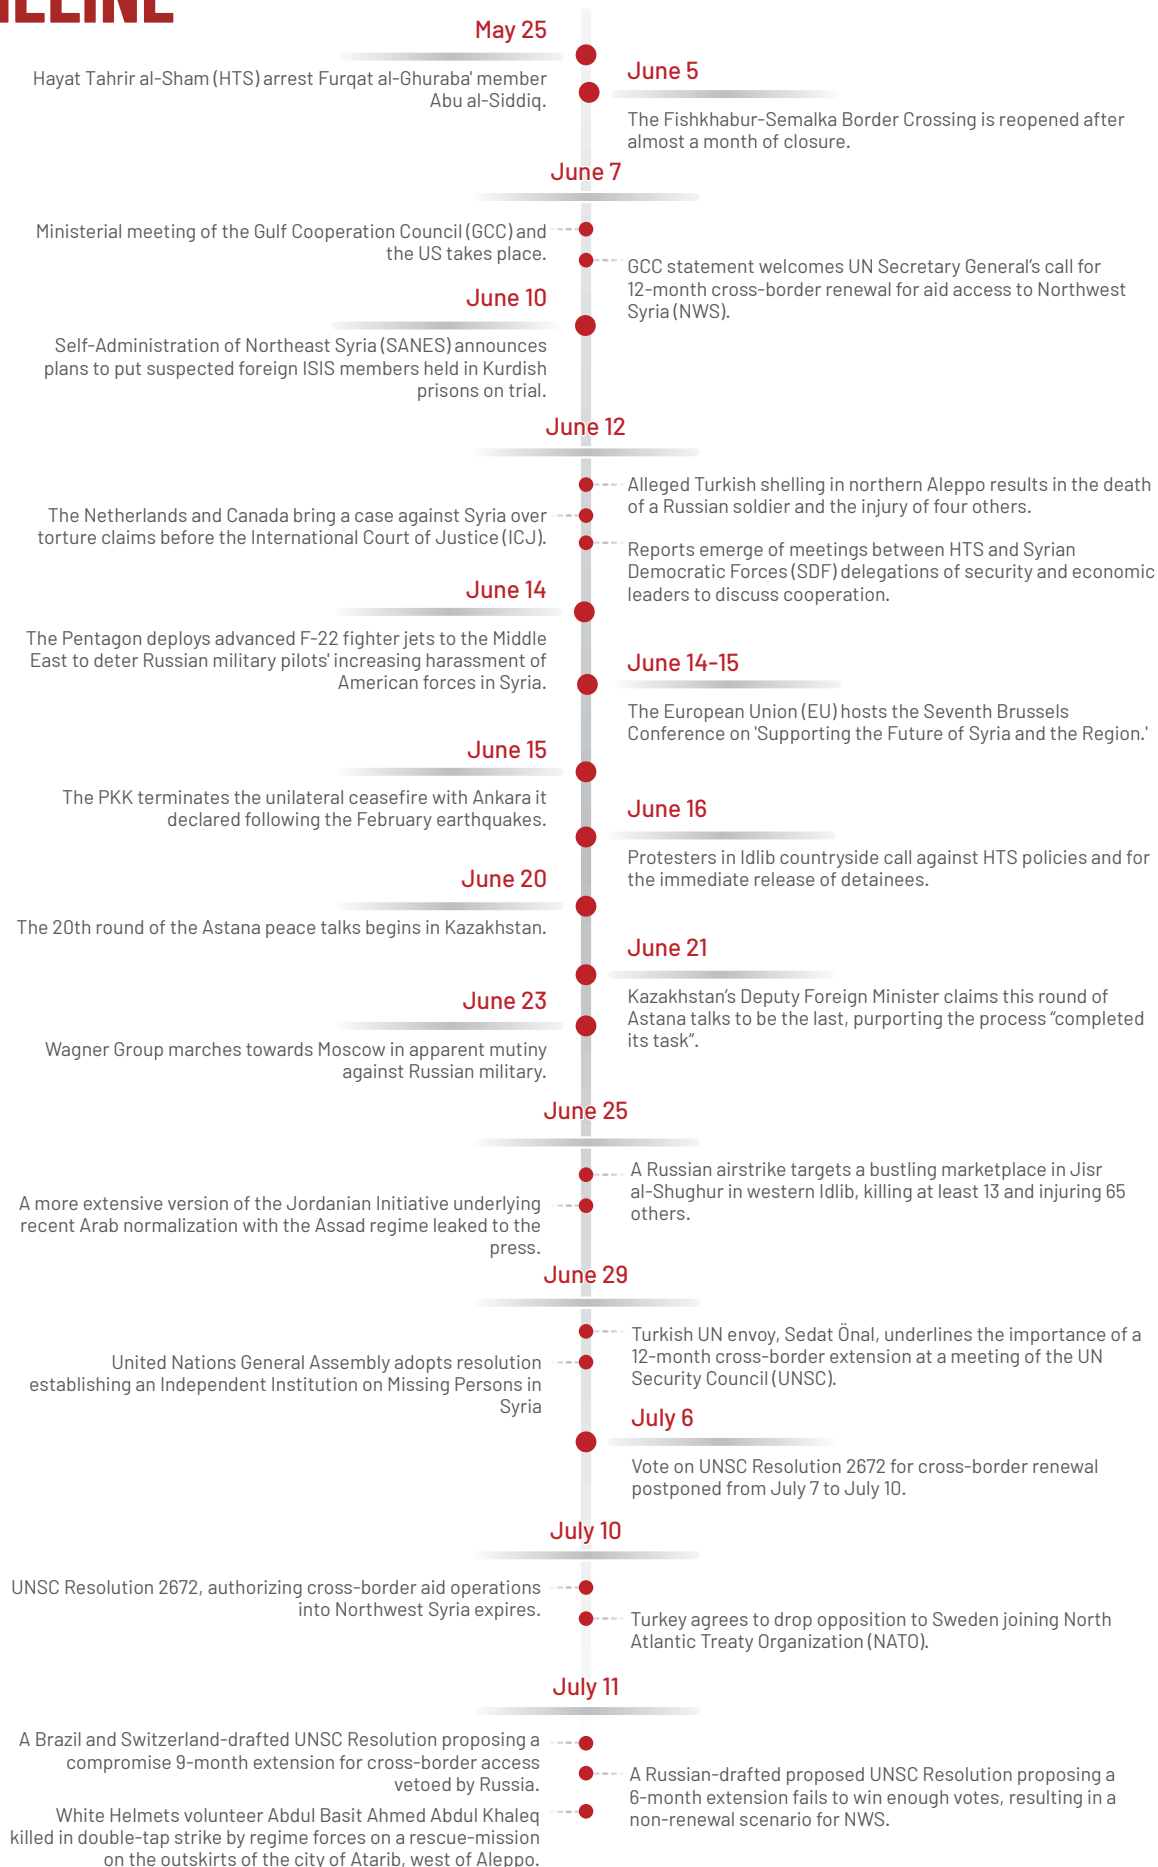 May 25
Hayat Tahrir al-Sham (HTS) arrest Furqat al-Ghuraba' member
Abu al-Siddiq.
June 5
The Fishkhabur-Semalka Border Crossing is reopened after
almost a month of closure.
June 7
Ministerial meeting of the Gulf Cooperation Council (GCC) and
the US takes place.
GCC statement welcomes UN Secretary General's call for
12-month cross-border renewal for aid access to Northwest
Syria (NWS).
June 10
Self-Administration of Northeast Syria (SANES) announces
plans to put suspected foreign ISIS members held in Kurdish
prisons on trial.
June 12
Alleged Turkish shelling in northern Aleppo results in the death
of a Russian soldier and the injury of four others.
The Netherlands and Canada bring a case against Syria over
torture claims before the International Court of Justice (ICJ).
Reports emerge of meetings between HTS and Syrian
Democratic Forces (SDF) delegations of security and economic
leaders to discuss cooperation.
June 14
The Pentagon deploys advanced F-22 fighter jets to the Middle
East to deter Russian military pilots' increasing harassment of
American forces in Syria.
June 14-15
The European Union (EU) hosts the Seventh Brussels
Conference on 'Supporting the Future of Syria and the Region.'
June 15
The PKK terminates the unilateral ceasefire with Ankara it
declared following the February earthquakes.
June 16
Protesters in Idlib countryside call against HTS policies and for
the immediate release of detainees.
June 20
The 20th round of the Astana peace talks begins in Kazakhstan.
June 21
Kazakhstan's Deputy Foreign Minister claims this round of
Astana talks to be the last, purporting the process “completed
its task”.
June 23
Wagner Group marches towards Moscow in apparent mutiny
against Russian military.
June 25
A Russian airstrike targets a bustling marketplace in Jisr
al-Shughur in western Idlib, killing at least 13 and injuring 65
others.
A more extensive version of the Jordanian Initiative underlying
recent Arab normalization with the Assad regime leaked to the
press.
June 29
Turkish UN envoy, Sedat Önal, underlines the importance of a
12-month cross-border extension at a meeting of the UN
Security Council (UNSC).
United Nations General Assembly adopts resolution
establishing an Independent Institution on Missing Persons in
Syria
July 6
Vote on UNSC Resolution 2672 for cross-border renewal
postponed from July 7 to July 10.
July 10
UNSC Resolution 2672, authorizing cross-border aid operations
into Northwest Syria expires.
Turkey agrees to drop opposition to Sweden joining North
Atlantic Treaty Organization (NATO).
July 11
A Brazil and Switzerland-drafted UNSC Resolution proposing a
compromise 9-month extension for cross-border access
vetoed by Russia.
A Russian-drafted proposed UNSC Resolution proposing a
6-month extension fails to win enough votes, resulting in a
non-renewal scenario for NWS.
White Helmets volunteer Abdul Basit Ahmed Abdul Khaleq
killed in double-tap strike by regime forces on a rescue-mission
on the outskirts of the city of Atarib, west of Aleppo.